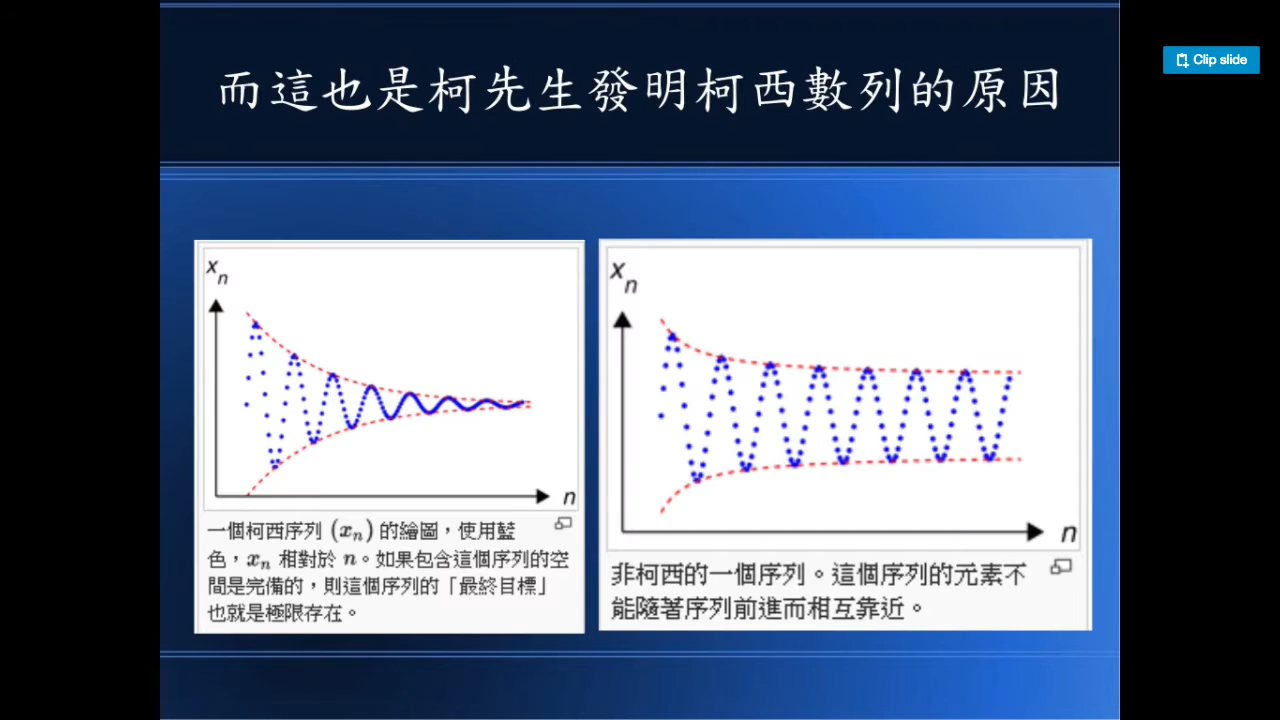 而這也是柯先生發明柯西數列的原因
Clip slide
xn
n
一個柯西序列 (xn) 的繪圖，使用藍
色，xn 相對於 n。如果包含這個序列的空
間是完備的，則這個序列的「最終目標」
也就是極限存在。
xn
n
非柯西的一個序列。這個序列的元素不
能隨著序列前進而相互靠近。